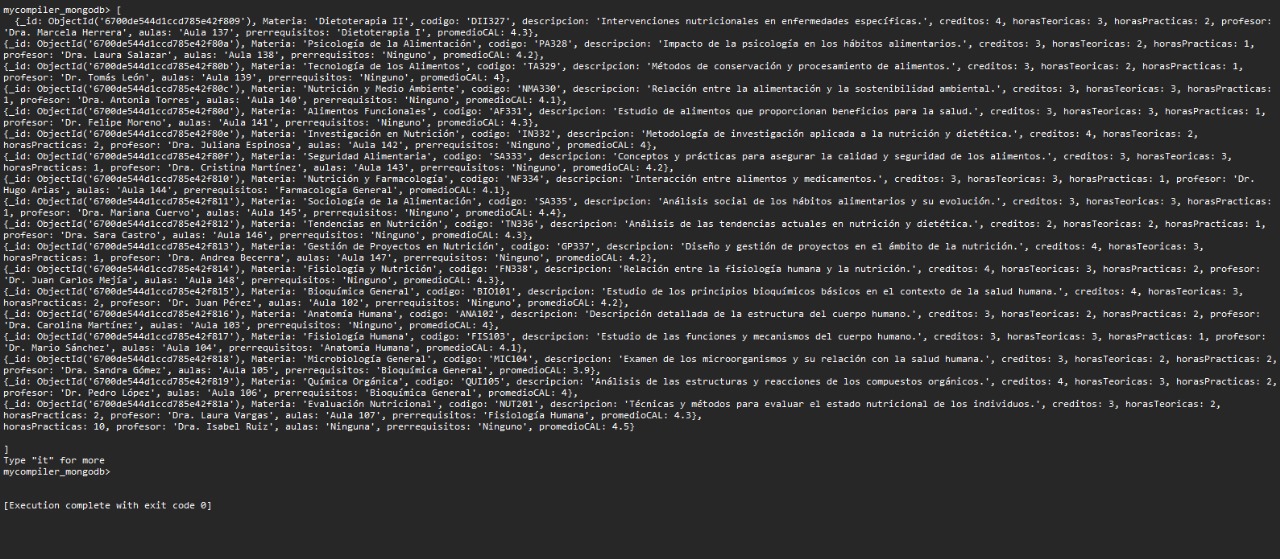 mycompiler_mongodb> [
{_id: ObjectId('6700de544d1ccd785e42f809'), Materia: 'Dietoterapia II', codigo: 'DII327', descripcion: 'Intervenciones nutricionales en enfermedades específicas.', creditos: 4, horasTeoricas: 3, horasPracticas: 2, profesor:
'Dra. Marcela Herrera', aulas: 'Aula 137', prerrequisitos: 'Dietoterapia I', promedioCAL: 4.3},
{_id: ObjectId('6700de544d1ccd785e42f80a'), Materia: 'Psicología de la Alimentación', codigo: 'PA328', descripcion: 'Impacto de la psicología en los hábitos alimentarios.', creditos: 3, horasTeoricas: 2, horasPracticas: 1,
profesor: 'Dra. Laura Salazar', aulas: 'Aula 138', prerrequisitos: 'Ninguno', promedioCAL: 4.2},
{_id: ObjectId('6700de544d1ccd785e42f80b'), Materia: 'Tecnología de los Alimentos', codigo: 'TA329', descripcion: 'Métodos de conservación y procesamiento de alimentos.', creditos: 3, horasTeoricas: 2, horasPracticas: 1,
profesor: 'Dr. Tomás León', aulas: 'Aula 139', prerrequisitos: 'Ninguno', promedioCAL: 4},
{_id: ObjectId('6700de544d1ccd785e42f80c'), Materia: 'Nutrición y Medio Ambiente', codigo: 'NMA330', descripcion: 'Relación entre la alimentación y la sostenibilidad ambiental.', creditos: 3, horasTeoricas: 3, horasPracticas:
1, profesor: 'Dra. Antonia Torres', aulas: 'Aula 140', prerrequisitos: 'Ninguno', promedioCAL: 4.1},
{_id: ObjectId('6700de544d1ccd785e42f80d'), Materia: 'Alimentos Funcionales', codigo: 'AF331', descripcion: 'Estudio de alimentos que proporcionan beneficios para la salud.', creditos: 3, horasTeoricas: 3, horasPracticas: 1,
profesor: 'Dr. Felipe Moreno', aulas: 'Aula 141', prerrequisitos: 'Ninguno', promedioCAL: 4.3},
{_id: ObjectId('6700de544d1ccd785e42f80e'), Materia: 'Investigación en Nutrición', codigo: 'IN332', descripcion: 'Metodología de investigación aplicada a la nutrición y dietética.', creditos: 4, horasTeoricas: 2,
horasPracticas: 2, profesor: 'Dra. Juliana Espinosa', aulas: 'Aula 142', prerrequisitos: 'Ninguno', promedioCAL: 4},
{_id: ObjectId('6700de544d1ccd785e42f80f'), Materia: 'Seguridad Alimentaria', codigo: 'SA333', descripcion: 'Conceptos y prácticas para asegurar la calidad y seguridad de los alimentos.', creditos: 3, horasTeoricas: 3,
horasPracticas: 1, profesor: 'Dra. Cristina Martínez', aulas: 'Aula 143', prerrequisitos: 'Ninguno', promedioCAL: 4.2},
{_id: ObjectId('6700de544d1ccd785e42f810'), Materia: 'Nutrición y Farmacología', codigo: 'NF334', descripcion: 'Interacción entre alimentos y medicamentos.', creditos: 3, horasTeoricas: 3, horasPracticas: 1, profesor: 'Dr.
Hugo Arias', aulas: 'Aula 144', prerrequisitos: 'Farmacología General', promedioCAL: 4.1},
{_id: ObjectId('6700de544d1ccd785e42f811'), Materia: 'Sociología de la Alimentación', codigo: 'SA335', descripcion: 'Análisis social de los hábitos alimentarios y su evolución.', creditos: 3, horasTeoricas: 3, horasPracticas:
1, profesor: 'Dra. Mariana Cuervo', aulas: 'Aula 145', prerrequisitos: 'Ninguno', promedioCAL: 4.4},
{_id: ObjectId('6700de544d1ccd785e42f812'), Materia: 'Tendencias en Nutrición', codigo: 'TN336', descripcion: 'Análisis de las tendencias actuales en nutrición y dietética.', creditos: 2, horasTeoricas: 2, horasPracticas: 1,
profesor: 'Dra. Sara Castro', aulas: 'Aula 146', prerrequisitos: 'Ninguno', promedioCAL: 4.3},
{_id: ObjectId('6700de544d1ccd785e42f813'), Materia: 'Gestión de Proyectos en Nutrición', codigo: 'GP337', descripcion: 'Diseño y gestión de proyectos en el ámbito de la nutrición.', creditos: 4, horasTeoricas: 3,
horasPracticas: 1, profesor: 'Dra. Andrea Becerra', aulas: 'Aula 147', prerrequisitos: 'Ninguno', promedioCAL: 4.2},
{_id: ObjectId('6700de544d1ccd785e42f814'), Materia: 'Fisiología y Nutrición', codigo: 'FN338', descripcion: 'Relación entre la fisiología humana y la nutrición.', creditos: 4, horasTeoricas: 3, horasPracticas: 2, profesor:
'Dr. Juan Carlos Mejía', aulas: 'Aula 148', prerrequisitos: 'Ninguno', promedioCAL: 4.3},
{_id: ObjectId('6700de544d1ccd785e42f815'), Materia: 'Bioquímica General', codigo: 'BIO101', descripcion: 'Estudio de los principios bioquímicos básicos en el contexto de la salud humana.', creditos: 4, horasTeoricas: 3,
horasPracticas: 2, profesor: 'Dr. Juan Pérez', aulas: 'Aula 102', prerrequisitos: 'Ninguno', promedioCAL: 4.2},
{_id: ObjectId('6700de544d1ccd785e42f816'), Materia: 'Anatomía Humana', codigo: 'ANA102', descripcion: 'Descripción detallada de la estructura del cuerpo humano.', creditos: 3, horasTeoricas: 2, horasPracticas: 2, profesor:
'Dra. Carolina Martínez', aulas: 'Aula 103', prerrequisitos: 'Ninguno', promedioCAL: 4},
{_id: ObjectId('6700de544d1ccd785e42f817'), Materia: 'Fisiología Humana', codigo: 'FIS103', descripcion: 'Estudio de las funciones y mecanismos del cuerpo humano.', creditos: 3, horasTeoricas: 3, horasPracticas: 1, profesor:
'Dr. Mario Sánchez', aulas: 'Aula 104', prerrequisitos: 'Anatomía Humana', promedioCAL: 4.1},
{_id: ObjectId('6700de544d1ccd785e42f818'), Materia: 'Microbiología General', codigo: 'MIC104', descripcion: 'Examen de los microorganismos y su relación con la salud humana.', creditos: 3, horasTeoricas: 2, horasPracticas: 2,
profesor: 'Dra. Sandra Gómez', aulas: 'Aula 105', prerrequisitos: 'Bioquímica General', promedioCAL: 3.9},
{_id: ObjectId('6700de544d1ccd785e42f819'), Materia: 'Química Orgánica', codigo: 'QUI105', descripcion: 'Análisis de las estructuras y reacciones de los compuestos orgánicos.', creditos: 4, horasTeoricas: 3, horasPracticas: 2,
profesor: 'Dr. Pedro López', aulas: 'Aula 106', prerrequisitos: 'Bioquímica General', promedioCAL: 4},
{_id: ObjectId('6700de544d1ccd785e42f81a'), Materia: 'Evaluación Nutricional', codigo: 'NUT201', descripcion: 'Técnicas y métodos para evaluar el estado nutricional de los individuos.', creditos: 3, horasTeoricas: 2,
horasPracticas: 2, profesor: 'Dra. Laura Vargas', aulas: 'Aula 107', prerrequisitos: 'Fisiología Humana', promedioCAL: 4.3},
horasPracticas: 10, profesor: 'Dra. Isabel Ruiz', aulas: 'Ninguna', prerrequisitos: 'Ninguno', promedioCAL: 4.5}
]
Type "it" for more
mycompiler_mongodb>
[Execution complete with exit code 0]